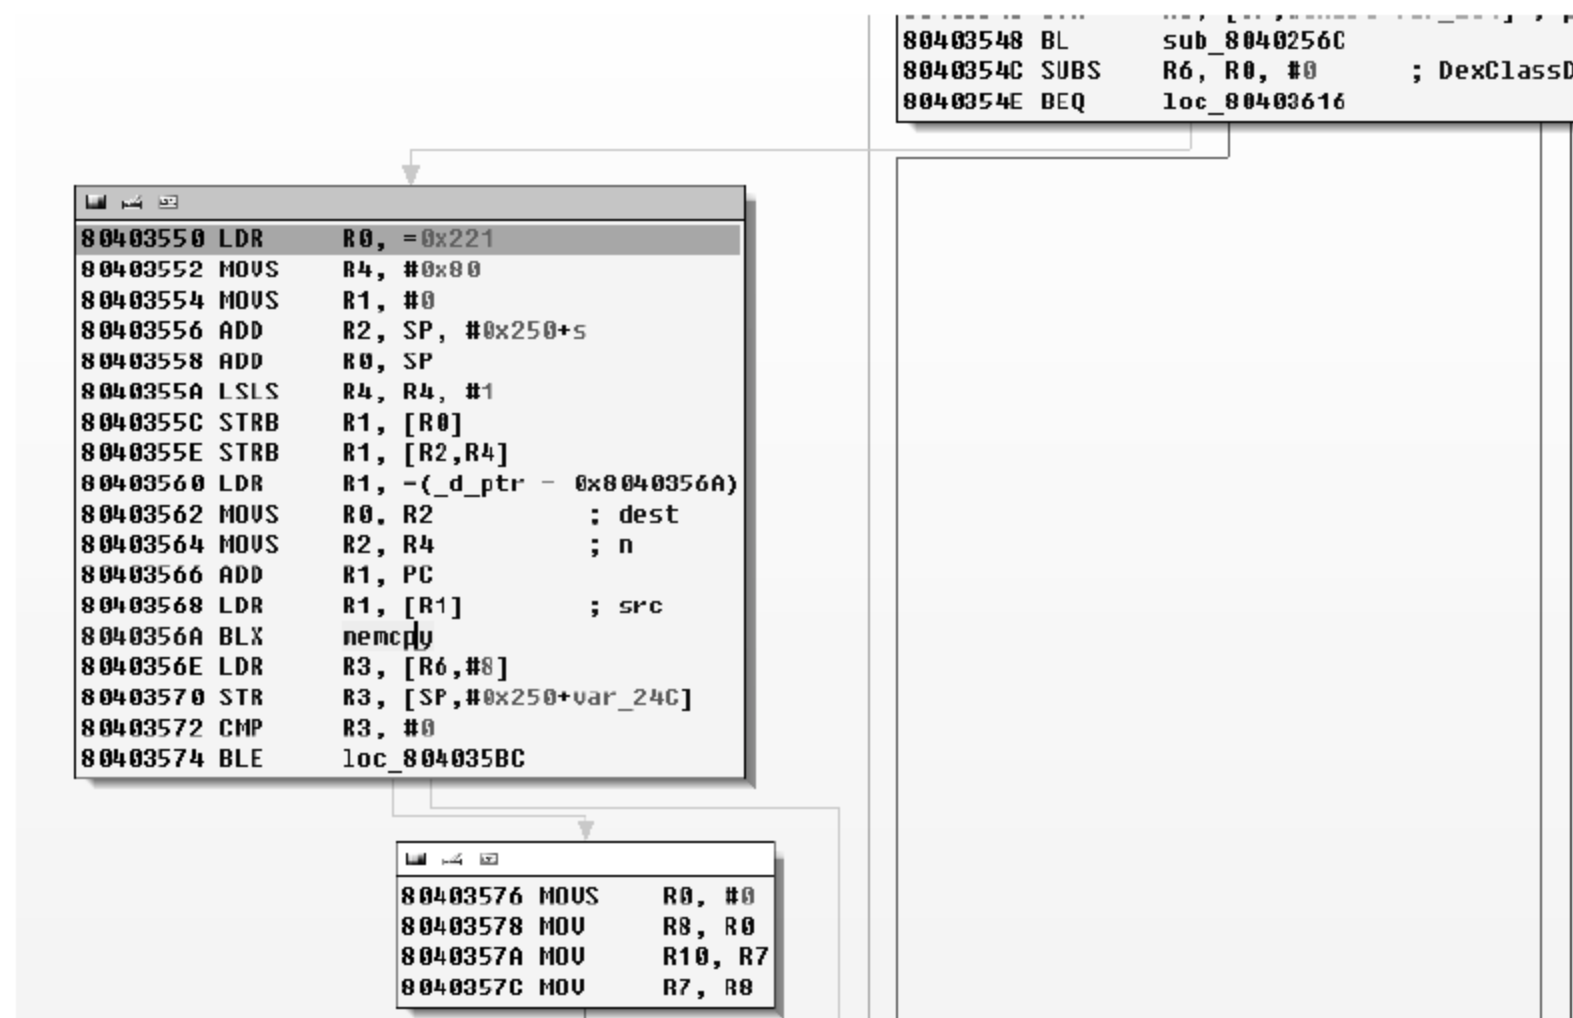 80403548 BL sub_8040256C
8040354C SUBS R6, R0, #0 ; DexClassD
8040354E BEQ loc_80403616
80403550 LDR R0, =0x221
80403552 MOVS R4, #0x80
80403554 MOVS R1, #0
80403556 ADD R2, SP, #0x250+s
80403558 ADD R0, SP
8040355A LSLS R4, R4, #1
8040355C STRB R1, [R0]
8040355E STRB R1, [R2,R4]
80403560 LDR R1, =(_d_ptr - 0x8040356A)
80403562 MOVS R0, R2 ; dest
80403564 MOVS R2, R4 ; n
80403566 ADD R1, PC
80403568 LDR R1, [R1] ; src
8040356A BLX memcpy
8040356E LDR R3, [R6,#8]
80403570 STR R3, [SP,#0x250+var_24C]
80403572 CMP R3, #0
80403574 BLE loc_804035BC
80403576 MOVS R0, #0
80403578 MOV R8, R0
8040357A MOV R10, R7
8040357C MOV R7, R8